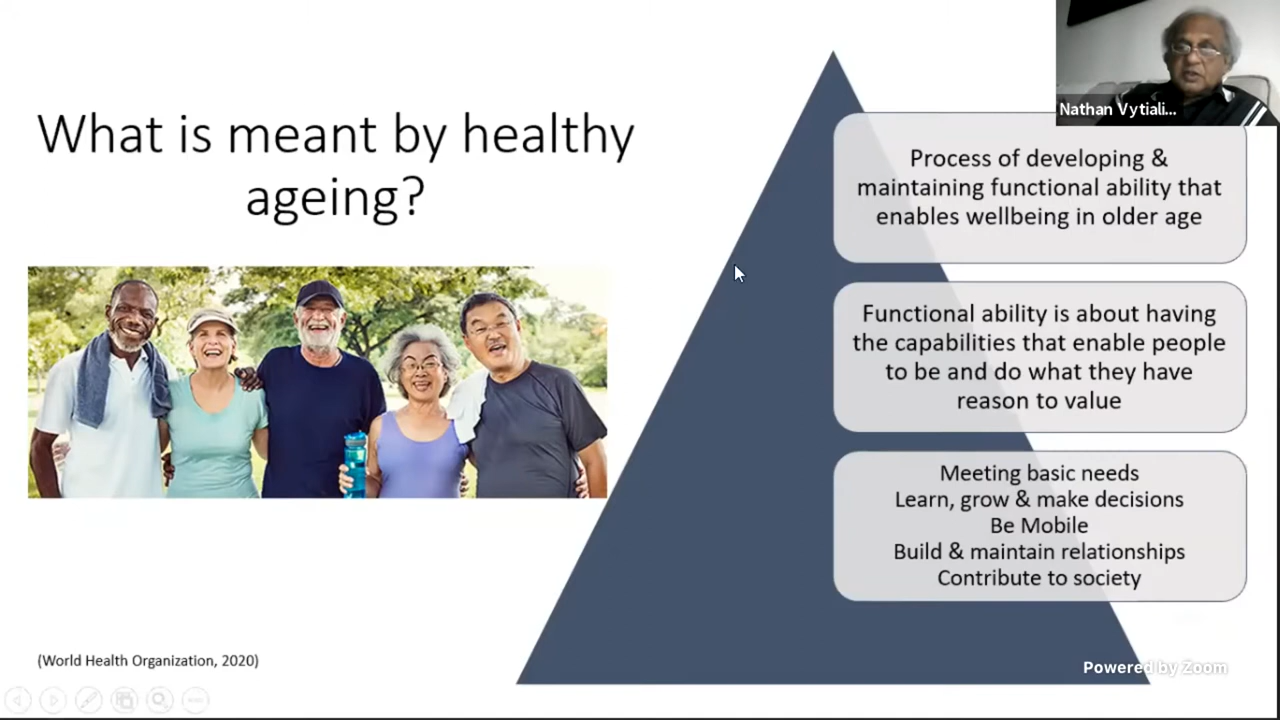 What is meant by healthy
ageing?
Nathan Vytiali...
Process of developing &
maintaining functional ability that
enables wellbeing in older age
Functional ability is about having
the capabilities that enable people
to be and do what they have
reason to value
Meeting basic needs
Learn, grow & make decisions
Be Mobile
Build & maintain relationships
Contribute to society
(World Health Organization, 2020)
Powered by Zoom